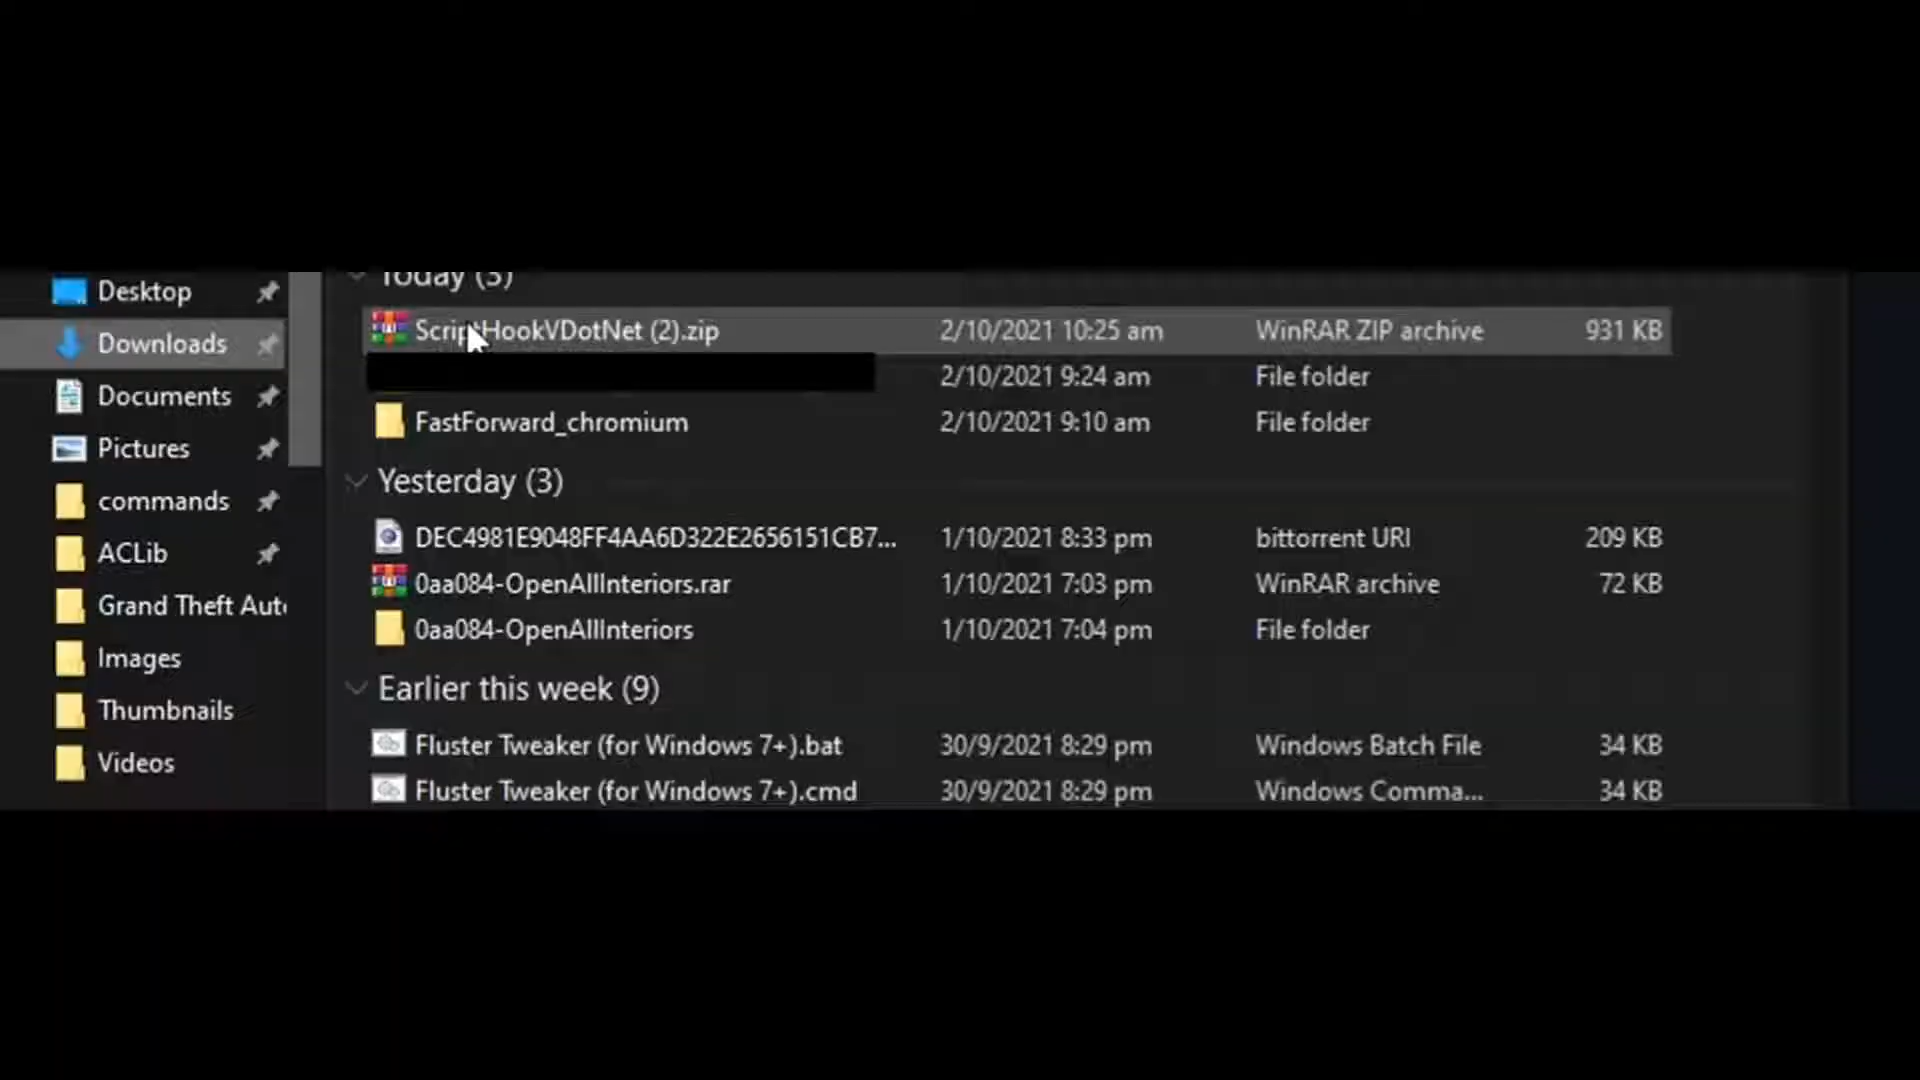 Today (3)
Desktop
ScriptHookVDotNet (2).zip 2/10/2021 10:25 am WinRAR ZIP archive 931 KB
Downloads
2/10/2021 9:24 am File folder
Documents
FastForward_chromium 2/10/2021 9:10 am File folder
Pictures
Yesterday (3)
commands
DEC4981E9048FF4AA6D322E2656151CB7... 1/10/2021 8:33 pm bittorrent URI 209 KB
ACLib
0aa084-OpenAllInteriors.rar 1/10/2021 7:03 pm WinRAR archive 72 KB
Grand Theft Aut
0aa084-OpenAllInteriors 1/10/2021 7:04 pm File folder
Images
Earlier this week (9)
Thumbnails
Fluster Tweaker (for Windows 7+).bat 30/9/2021 8:29 pm Windows Batch File 34 KB
Videos
Fluster Tweaker (for Windows 7+).cmd 30/9/2021 8:29 pm Windows Comma... 34 KB